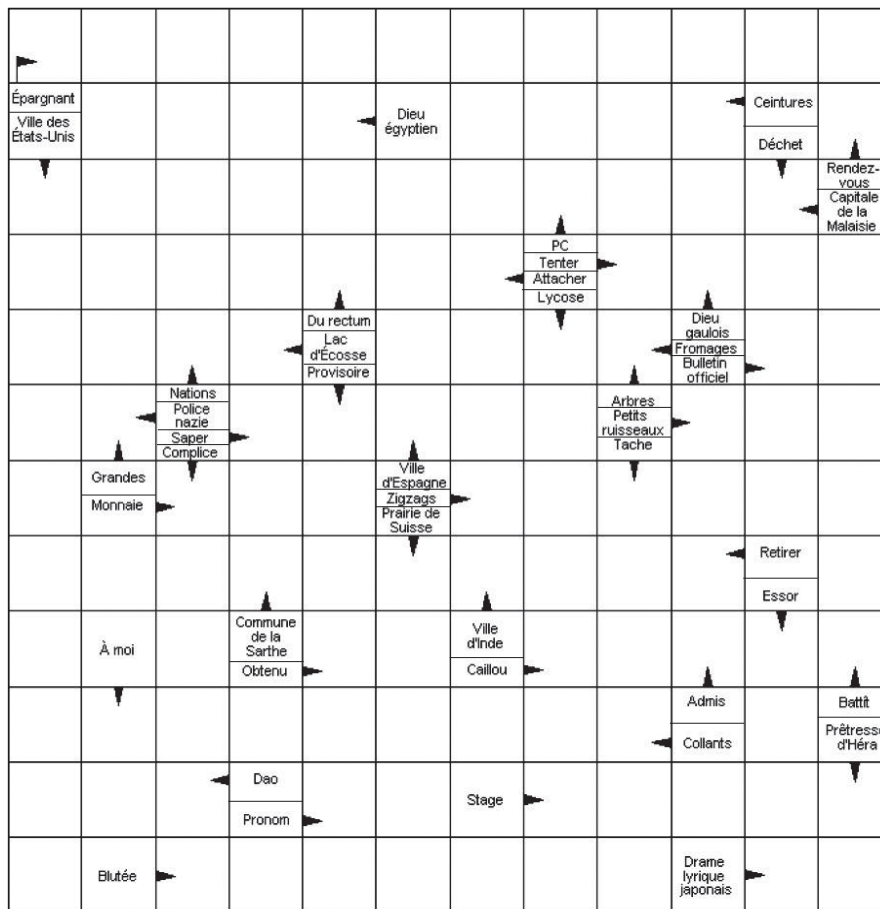 Épargnant
Ville des
États-Unis
Dieu
égyptien
Ceintures
Déchet
Rendez-
vous
Capitale
de la
Malaisie
PC
Tenter
Attacher
Lycose
Du rectum
Lac
d'Écosse
Provisoire
Dieu
gaulois
Fromages
Bulletin
officiel
Nations
Police
nazie
Saper
Complice
Arbres
Petits
ruisseaux
Tache
Grandes
Monnaie
Ville
d'Espagne
Zigzags
Prairie de
Suisse
Retirer
Essor
À moi
Commune
de la
Sarthe
Obtenu
Ville
d'Inde
Caillou
Admis
Collants
Battît
Prêtresse
d'Héra
Dao
Pronom
Stage
Blutée
Drame
lyrique
japonais